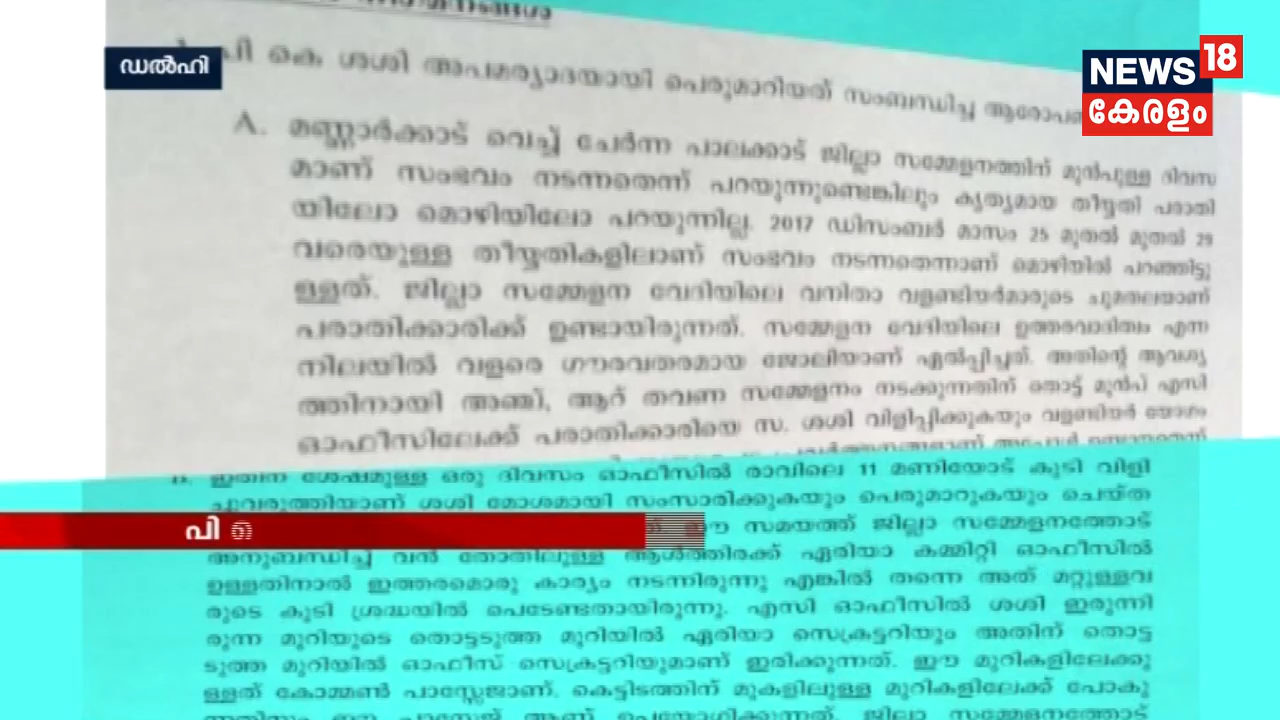 ഡൽഹി
NEWS 18
കേരളം
പി കെ ശശി അപമര്യാദയായി പെരുമാറിയത് സംബന്ധിച്ച
A. മണ്ണാർക്കാട് വെച്ച് ചേർന്ന പാലക്കാട് ജില്ലാ സമ്മേളനത്തിന് മുൻപുള്ള ദിവസ
മാണ് സംഭവം നടന്നതെന്ന് പറയുന്നുണ്ടെങ്കിലും കൃത്യമായ തീയ്യതി പരാതി
യിലോ മൊഴിയിലോ പറയുന്നില്ല. 2017 ഡിസംബർ മാസം 25 മുതൽ മുതൽ 29
വരെയുള്ള തീയ്യതികളിലാണ് സംഭവം നടന്നതെന്നാണ് മൊഴിയിൽ പറഞ്ഞിട്ടു
ള്ളത്. ജില്ലാ സമ്മേളന വേദിയിലെ വനിതാ വളണ്ടിയർമാരുടെ ചുമതലയാണ്
പരാതിക്കാരിക്ക് ഉണ്ടായിരുന്നത്. സമ്മേളന വേദിയിലെ ഉത്തരവാദിത്വം എന്ന
നിലയിൽ വളരെ ഗൗരവതരമായ ജോലിയാണ് ഏൽപ്പിച്ചത്. അതിന്റെ ആവശ്യ
ത്തിനായി അഞ്ച്, ആറ് തവണ സമ്മേളനം നടക്കുന്നതിന് തൊട്ട് മുൻപ് എസി
ഓഫീസിലേക്ക് പരാതിക്കാരിയെ സ. ശശി വിളിപ്പിക്കുകയും വളണ്ടിയർ യോഗം
ഇതിന ശേഷമുള്ള ഒരു ദിവസം ഓഫീസിൽ രാവിലെ 11 മണിയോട് കൂടി വിളി
ച്ചുവരുത്തിയാണ് ശശി മോശമായി സംസാരിക്കുകയും പെരുമാറുകയും ചെയ്ത
പി
ഈ സമയത്ത് ജില്ലാ സമ്മേളനത്തോട്
അനുബന്ധിച്ച് വൻ തോതിലുള്ള ആൾത്തിരക്ക് ഏരിയാ കമ്മിറ്റി ഓഫീസിൽ
ഉള്ളതിനാൽ ഇത്തരമൊരു കാര്യം നടന്നിരുന്നു എങ്കിൽ തന്നെ അത് മറ്റുള്ളവ
രുടെ കൂടി ശ്രദ്ധയിൽ പെടേണ്ടതായിരുന്നു. എസി ഓഫീസിൽ ശശി ഇരുന്നി
രുന്ന മുറിയുടെ തൊട്ടടുത്ത മുറിയിൽ ഏരിയാ സെക്രട്ടറിയും അതിന് തൊട്ട
ടുത്ത മുറിയിൽ ഓഫീസ് സെക്രട്ടറിയുമാണ് ഇരിക്കുന്നത്. ഈ മുറികളിലേക്കു
ള്ളത് കോമ്മൺ പാസ്സേജാണ്. കെട്ടിടത്തിന് മുകളിലുള്ള മുറികളിലേക്ക് പോകു